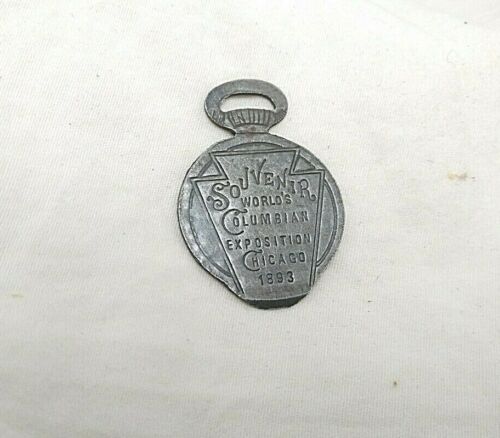 SOUVENIR
WORLD'S
COLUMBIAN
EXPOSITION
CHICAGO
1893